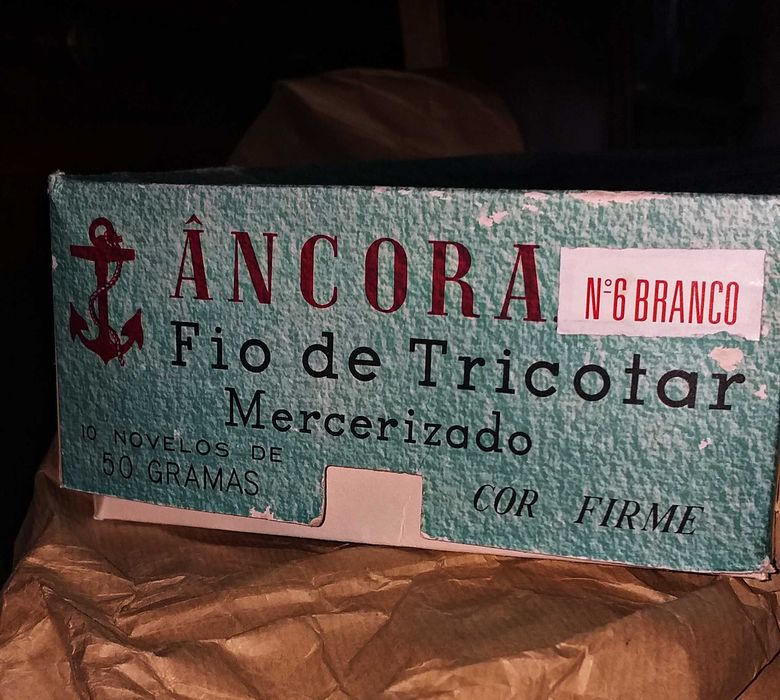 ÂNCORA
Nº6 BRANCO
Fio de Tricotar
Mercerizado
10 NOVELOS DE
50 GRAMAS
COR FIRME